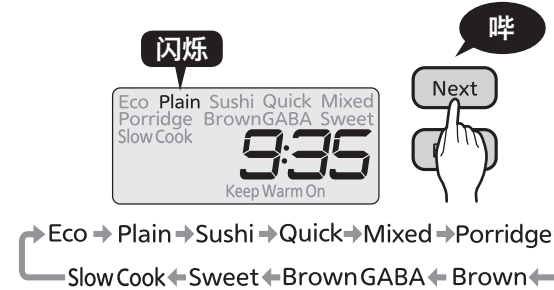 哔
闪烁
Next
Eco Plain Sushi Quick Mixed
Porridge BrownGABA Sweet
Slow Cook
9:35
Keep Warm On
Eco → Plain → Sushi → Quick → Mixed → Porridge
Slow Cook ← Sweet ← Brown GABA ← Brown ←